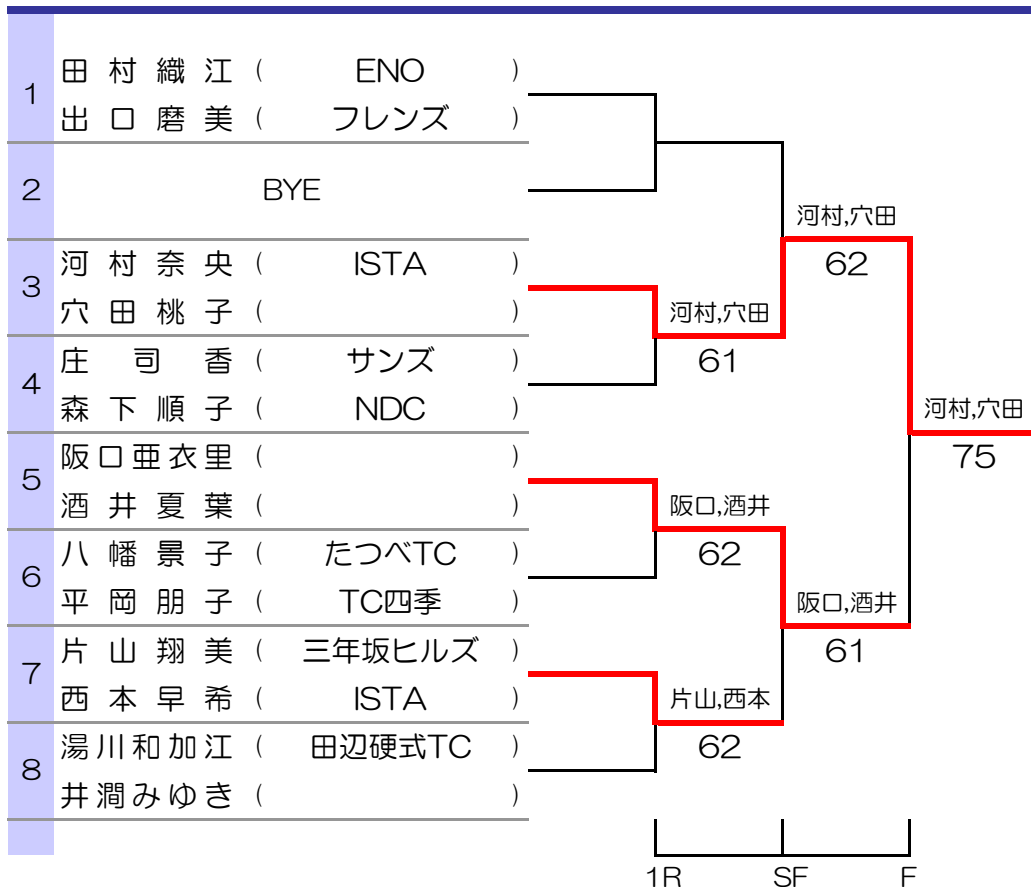 1
田村織江 ( ENO )
出口磨美 ( フレンズ )
2
BYE
3
河村奈央 ( ISTA )
穴田桃子 ( )
4
庄司香 ( サンズ )
森下順子 ( NDC )
5
阪口亜衣里 ( )
酒井夏葉 ( )
6
八幡景子 ( たつべTC )
平岡朋子 ( TC四季 )
7
片山翔美 ( 三年坂ヒルズ )
西本早希 ( ISTA )
8
湯川和加江 ( 田辺硬式TC )
井澗みゆき ( )
河村,穴田
61
阪口,酒井
62
片山,西本
62
河村,穴田
62
阪口,酒井
61
河村,穴田
75
1R SF F